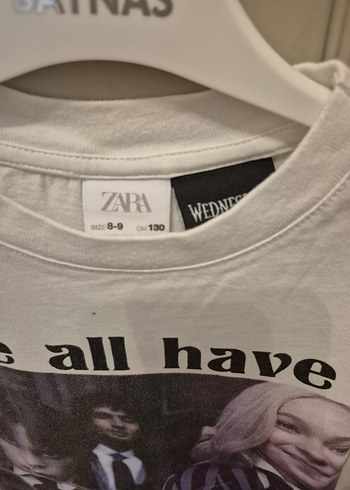 BAYNAS
ZARA
SIZE 8-9 CM 130
WEDNES
all have